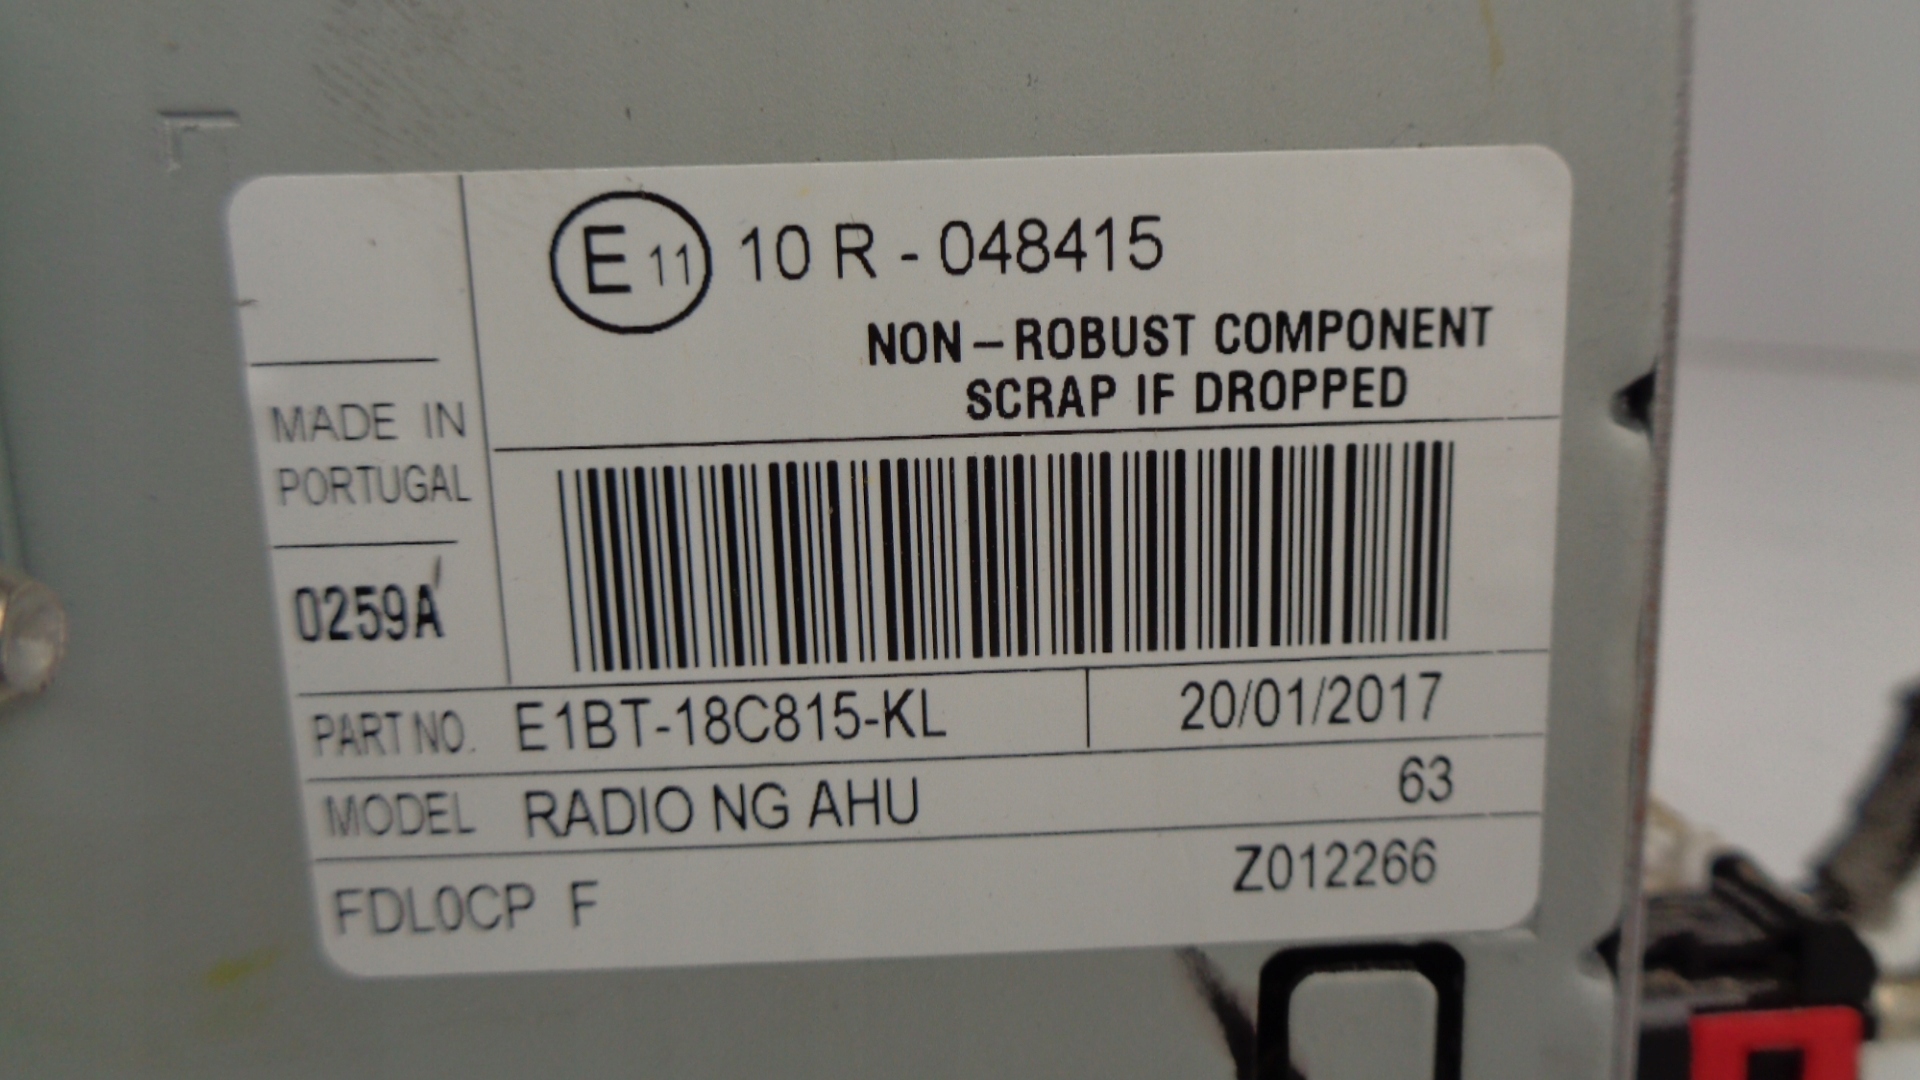 E 11 10 R - 048415
NON - ROBUST COMPONENT
SCRAP IF DROPPED
MADE IN
PORTUGAL
0259A
PART NO. E1BT-18C815-KL 20/01/2017
MODEL RADIO NG AHU 63
FDL0CP F Z012266